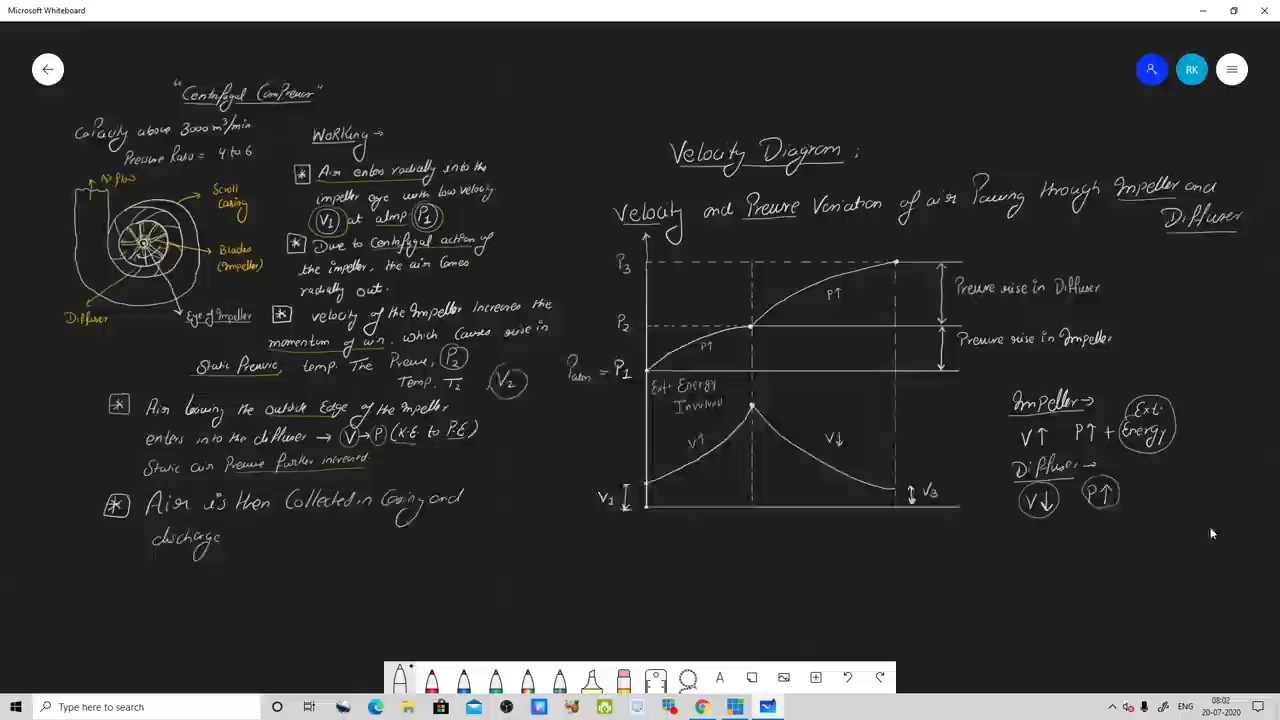 Microsoft Whiteboard
RK
"Centrifugal Compressor"
Capacity above 3000 m³/min
Pressure Ratio = 4 to 6
Air flow
Scroll
casing
Blades
(Impeller)
Eye of Impeller
Diffuser
Working →
* Air enters radially into the
impeller eye with low velocity
V1 at atmp P1
* Due to Centrifugal action of
the impeller, the air comes
radially out.
* velocity of the Impeller increases the
momentum of air, which causes rise in
Static Pressure, temp. The Pressure, P2
Temp. T2, V2
* Air leaving the outside Edge of the Impeller
enters into the diffuser → V → P (K.E to P.E)
Static air Pressure further increased.
* Air is then Collected in Casing and
discharge
Velocity Diagram :
Velocity and Pressure Variation of air Passing through Impeller and
Diffuser
P3
P2
Patm = P1
P↑
P↑
Pressure rise in Diffuser
Pressure rise in Impeller
Ext. Energy
Involved
V↑
V↓
V1
V3
Impeller →
V↑ P↑ + Ext. Energy
Diffuser →
V↓ P↑
A
Type here to search
ENG
08:02
20-07-2020